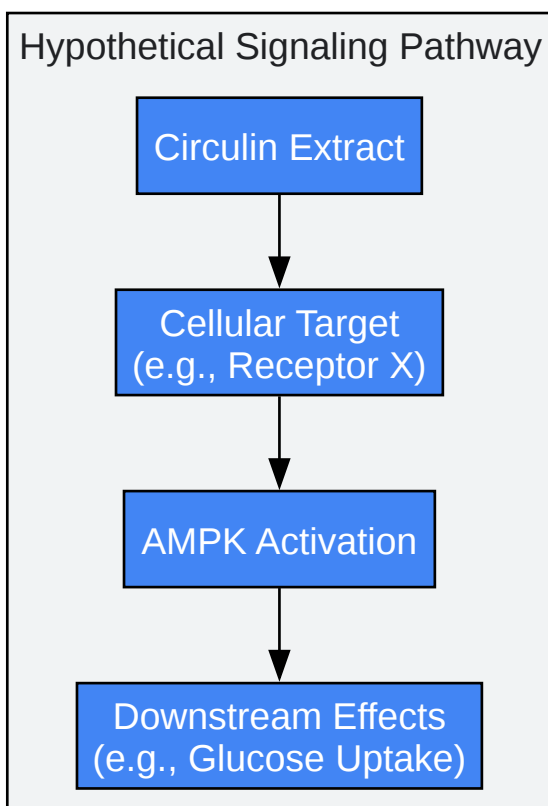 Hypothetical Signaling Pathway
Circulin Extract
Cellular Target
(e.g., Receptor X)
AMPK Activation
Downstream Effects
(e.g., Glucose Uptake)